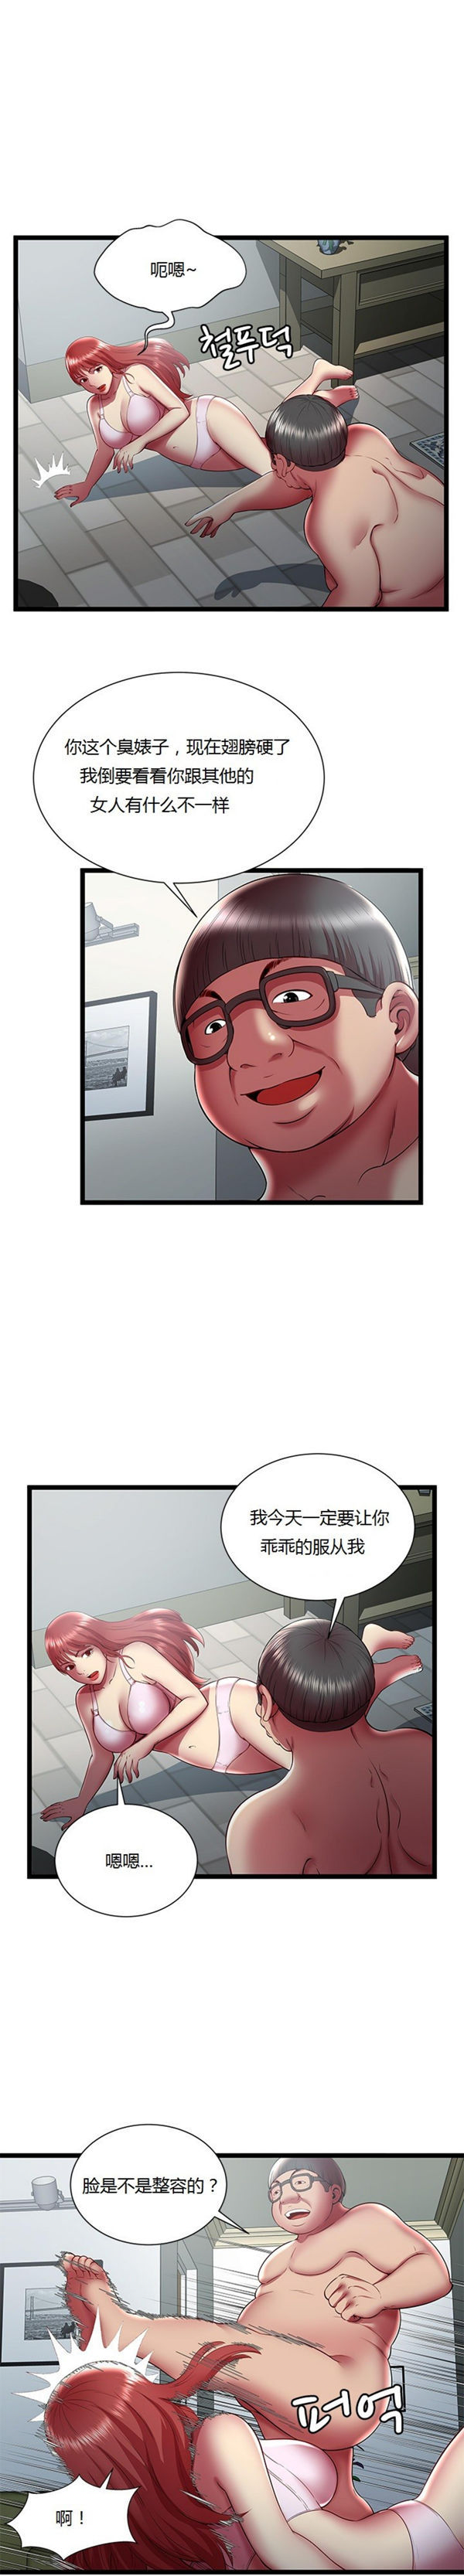 呃嗯~
철푸덕
你这个臭婊子，现在翅膀硬了
我倒要看看你跟其他的
女人有什么不一样
我今天一定要让你
乖乖的服从我
嗯嗯...
脸是不是整容的？
퍼억
啊！